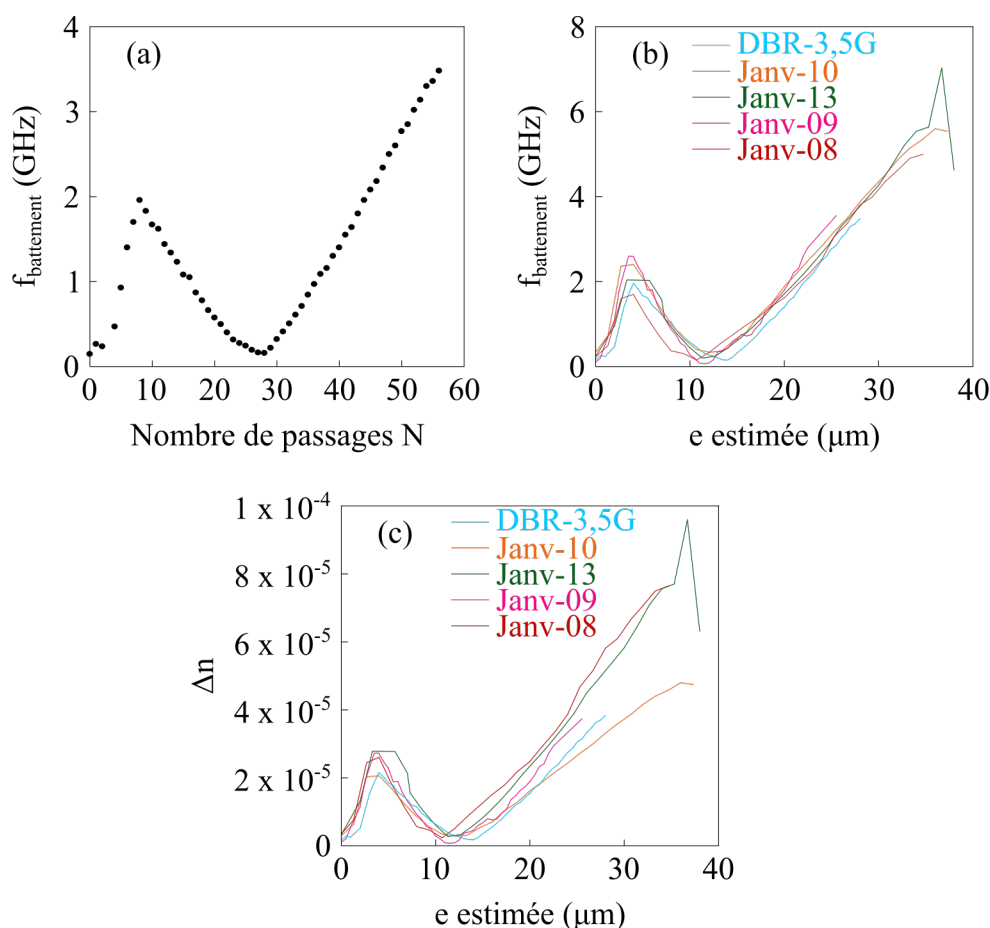 (a)
f_battement (GHz)
4
3
2
1
0
0 10 20 30 40 50 60
Nombre de passages N
(b)
DBR-3,5G
Janv-10
Janv-13
Janv-09
Janv-08
f_battement (GHz)
8
6
4
2
0
0 10 20 30 40
e estimée (μm)
(c)
DBR-3,5G
Janv-10
Janv-13
Janv-09
Janv-08
Δn
1 x 10^-4
8 x 10^-5
6 x 10^-5
4 x 10^-5
2 x 10^-5
0
0 10 20 30 40
e estimée (μm)